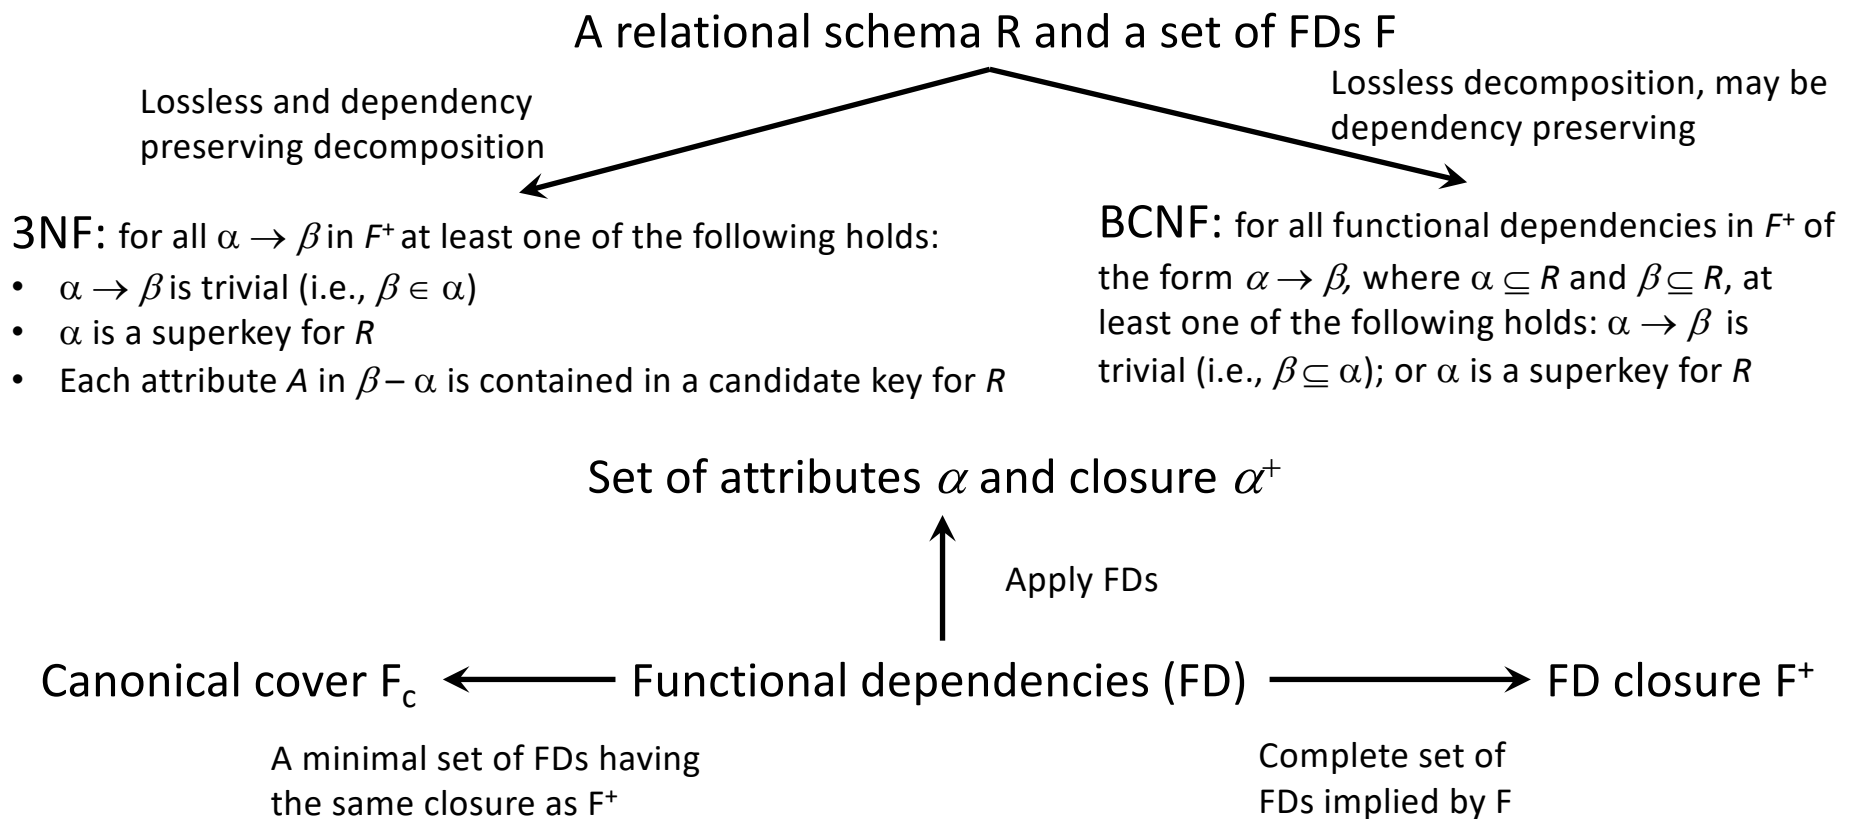 A relational schema R and a set of FDs F
Lossless and dependency
preserving decomposition
Lossless decomposition, may be
dependency preserving
3NF: for all α → β in F⁺ at least one of the following holds:
• α → β is trivial (i.e., β ∈ α)
• α is a superkey for R
• Each attribute A in β – α is contained in a candidate key for R
BCNF: for all functional dependencies in F⁺ of
the form α → β, where α ⊆ R and β ⊆ R, at
least one of the following holds: α → β is
trivial (i.e., β ⊆ α); or α is a superkey for R
Set of attributes α and closure α⁺
Apply FDs
Canonical cover F_c
Functional dependencies (FD)
FD closure F⁺
A minimal set of FDs having
the same closure as F⁺
Complete set of
FDs implied by F